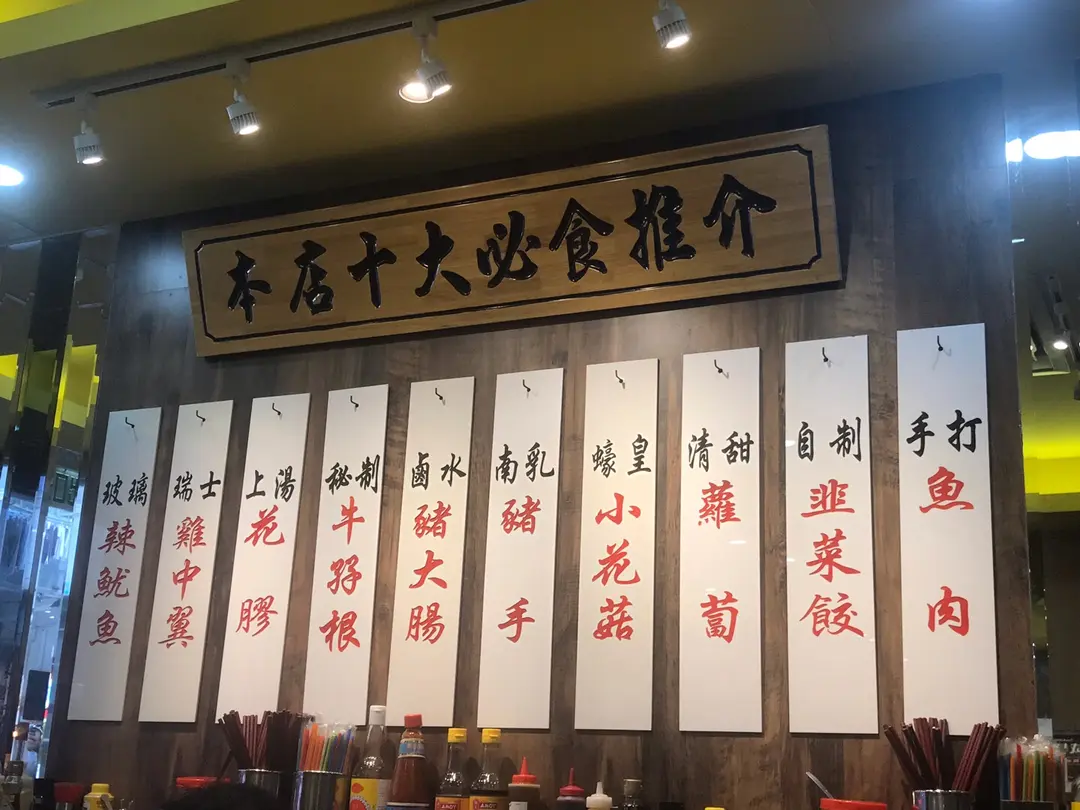 本店十大必食推介
手打
魚肉
自制
韮菜餃
清甜
蘿蔔
蠔皇
小花菇
南乳
豬手
鹵水
豬大腸
秘制
牛孖根
上湯
花膠
瑞士
雞中翼
玻璃
辣魷魚